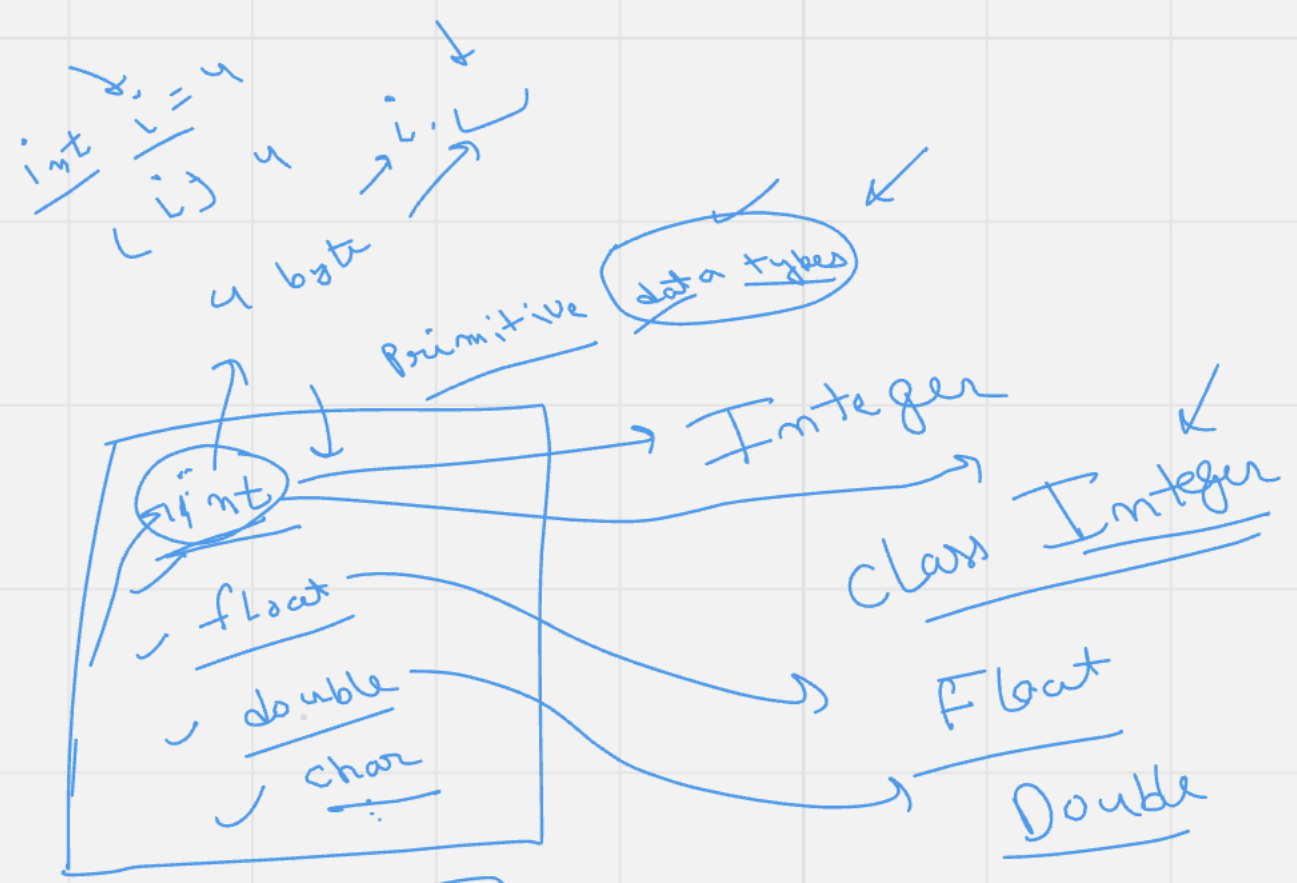 int i = 4
i.
i) 4
4 byte
Primitive data types
int
Integer
class Integer
float
Float
double
Double
char